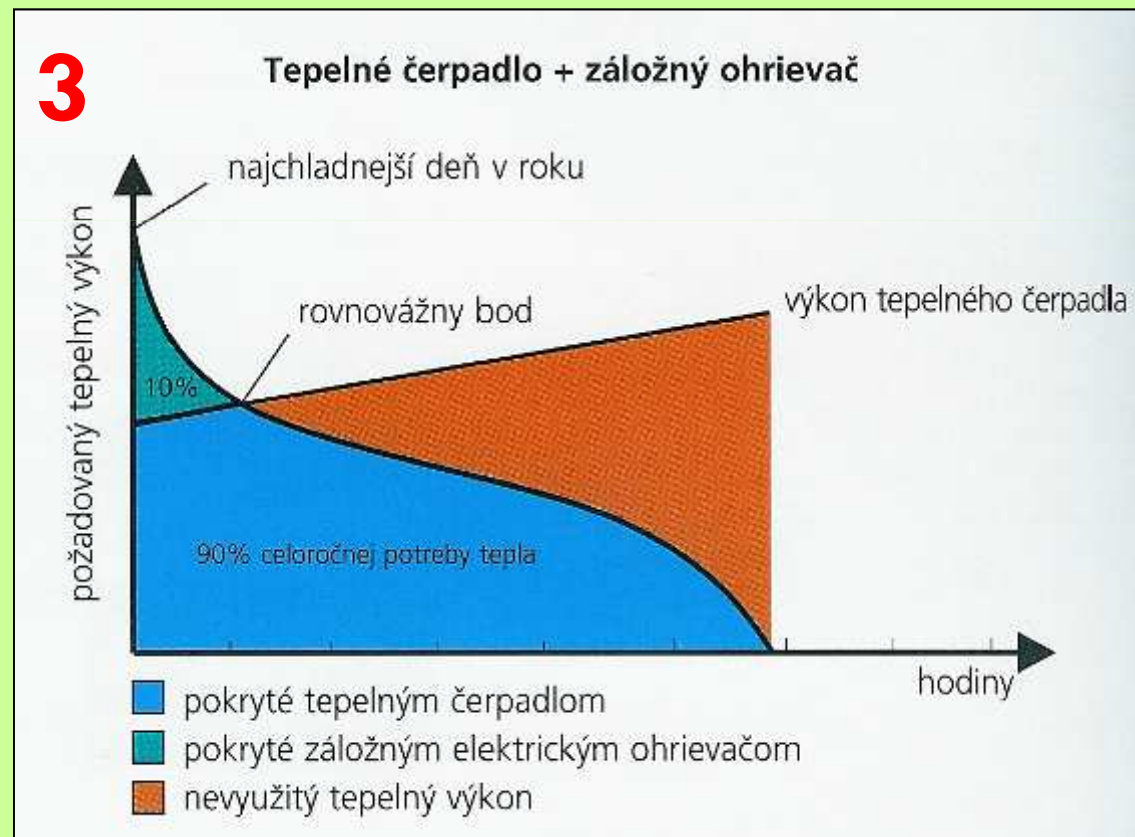 3
Tepelné čerpadlo + záložný ohrievač
najchladnejší deň v roku
požadovaný tepelný výkon
rovnovážny bod
výkon tepelného čerpadla
10%
90% celoročnej potreby tepla
hodiny
pokryté tepelným čerpadlom
pokryté záložným elektrickým ohrievačom
nevyužitý tepelný výkon